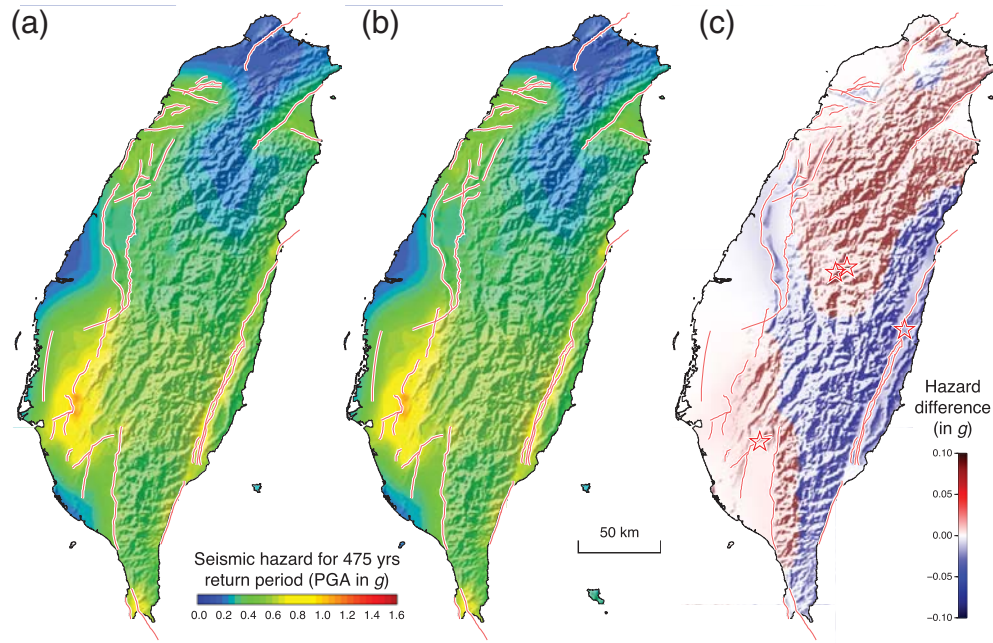 (a)
(b)
(c)
Seismic hazard for 475 yrs
return period (PGA in g)
0.0 0.2 0.4 0.6 0.8 1.0 1.2 1.4 1.6
50 km
Hazard
difference
(in g)
0.10
0.05
0.00
−0.05
−0.10